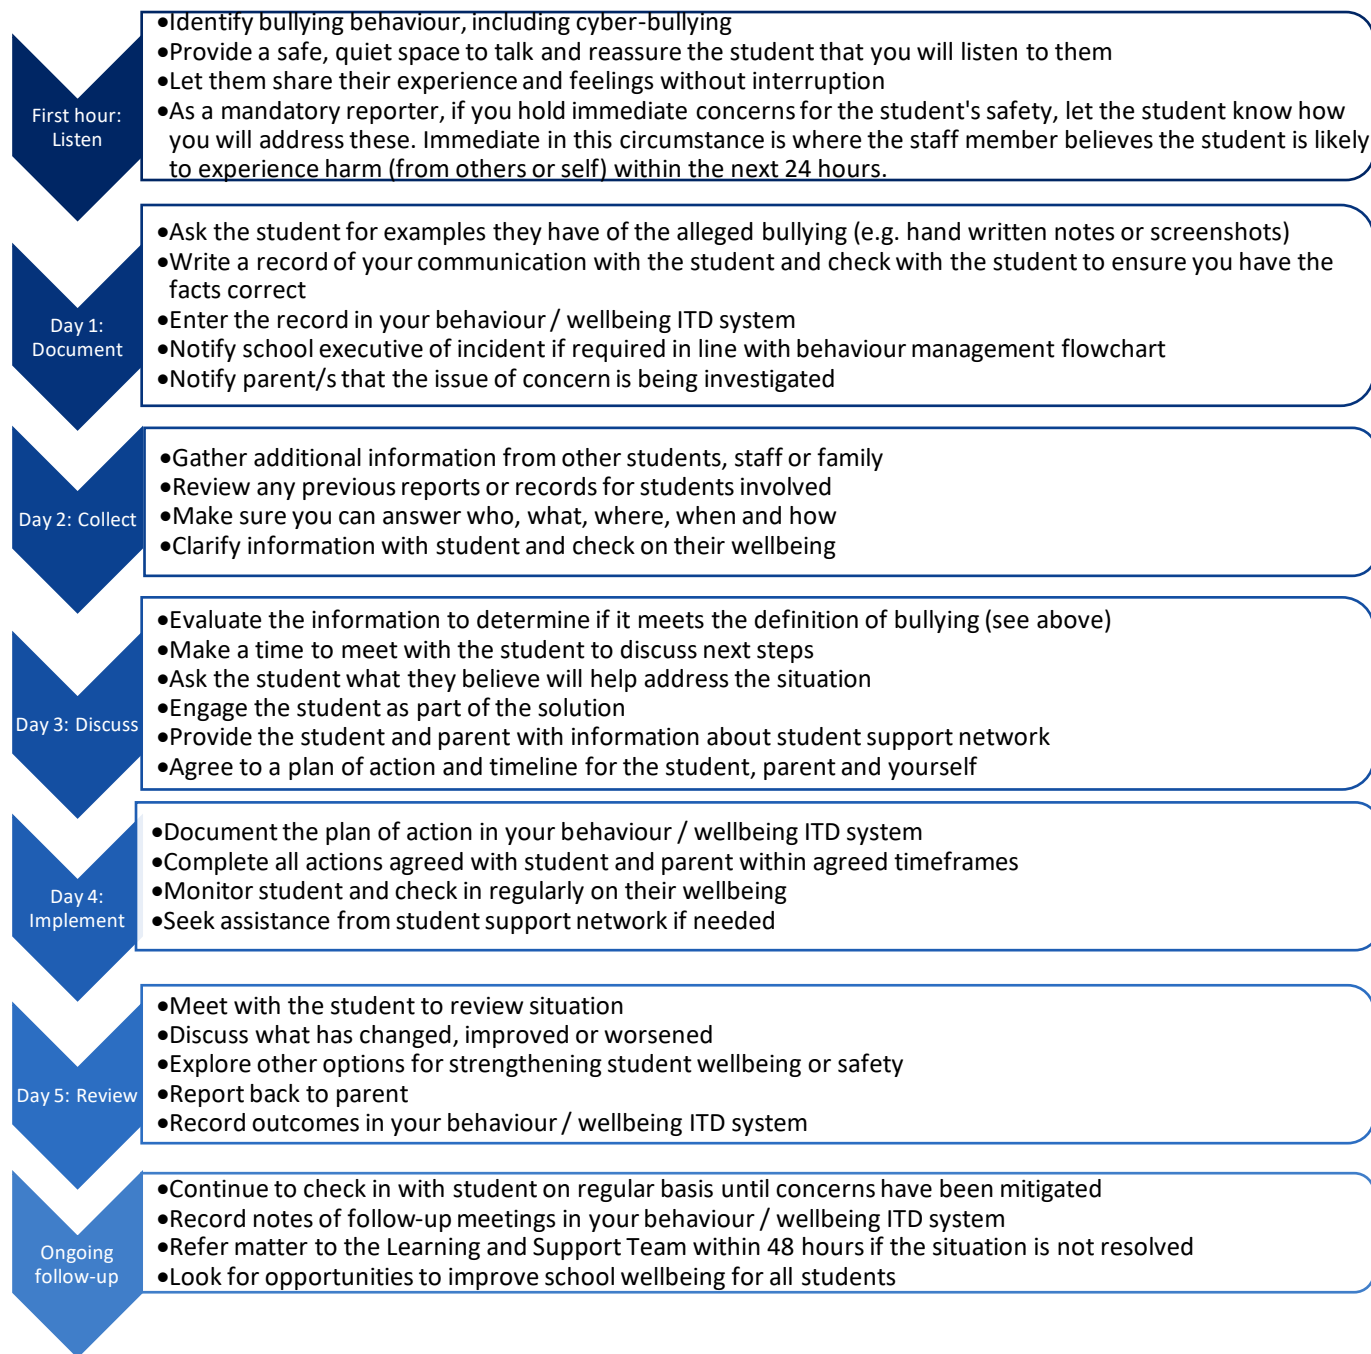 First hour:
Listen
•Identify bullying behaviour, including cyber-bullying
•Provide a safe, quiet space to talk and reassure the student that you will listen to them
•Let them share their experience and feelings without interruption
•As a mandatory reporter, if you hold immediate concerns for the student's safety, let the student know how
you will address these. Immediate in this circumstance is where the staff member believes the student is likely
to experience harm (from others or self) within the next 24 hours.
Day 1:
Document
•Ask the student for examples they have of the alleged bullying (e.g. hand written notes or screenshots)
•Write a record of your communication with the student and check with the student to ensure you have the
facts correct
•Enter the record in your behaviour / wellbeing ITD system
•Notify school executive of incident if required in line with behaviour management flowchart
•Notify parent/s that the issue of concern is being investigated
Day 2: Collect
•Gather additional information from other students, staff or family
•Review any previous reports or records for students involved
•Make sure you can answer who, what, where, when and how
•Clarify information with student and check on their wellbeing
Day 3: Discuss
•Evaluate the information to determine if it meets the definition of bullying (see above)
•Make a time to meet with the student to discuss next steps
•Ask the student what they believe will help address the situation
•Engage the student as part of the solution
•Provide the student and parent with information about student support network
•Agree to a plan of action and timeline for the student, parent and yourself
Day 4:
Implement
•Document the plan of action in your behaviour / wellbeing ITD system
•Complete all actions agreed with student and parent within agreed timeframes
•Monitor student and check in regularly on their wellbeing
•Seek assistance from student support network if needed
Day 5: Review
•Meet with the student to review situation
•Discuss what has changed, improved or worsened
•Explore other options for strengthening student wellbeing or safety
•Report back to parent
•Record outcomes in your behaviour / wellbeing ITD system
Ongoing
follow-up
•Continue to check in with student on regular basis until concerns have been mitigated
•Record notes of follow-up meetings in your behaviour / wellbeing ITD system
•Refer matter to the Learning and Support Team within 48 hours if the situation is not resolved
•Look for opportunities to improve school wellbeing for all students